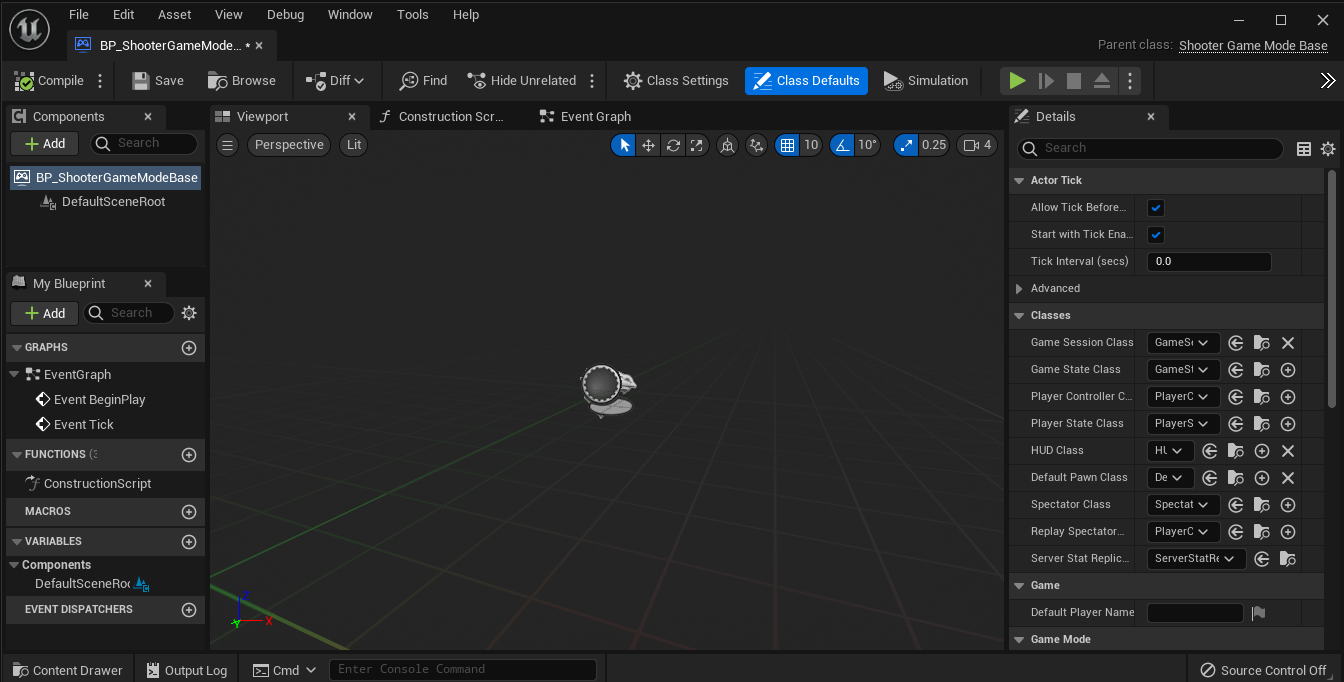 File Edit Asset View Debug Window Tools Help
BP_ShooterGameMode... *
Parent class: Shooter Game Mode Base
Compile Save Browse Diff Find Hide Unrelated Class Settings Class Defaults Simulation
Components
Add Search
BP_ShooterGameModeBase
DefaultSceneRoot
My Blueprint
Add Search
GRAPHS
EventGraph
Event BeginPlay
Event Tick
FUNCTIONS (3
ConstructionScript
MACROS
VARIABLES
Components
DefaultSceneRoo
EVENT DISPATCHERS
Viewport Construction Scr... Event Graph
Perspective Lit 10 10° 0.25 4
Z
X
Y
Details
Search
Actor Tick
Allow Tick Before...
Start with Tick Ena...
Tick Interval (secs) 0.0
Advanced
Classes
Game Session Class GameSe
Game State Class GameSt
Player Controller C... PlayerC
Player State Class PlayerS
HUD Class HU
Default Pawn Class De
Spectator Class Spectat
Replay Spectator... PlayerC
Server Stat Replic... ServerStatRe
Game
Default Player Name
Game Mode
Content Drawer Output Log Cmd Enter Console Command Source Control Off